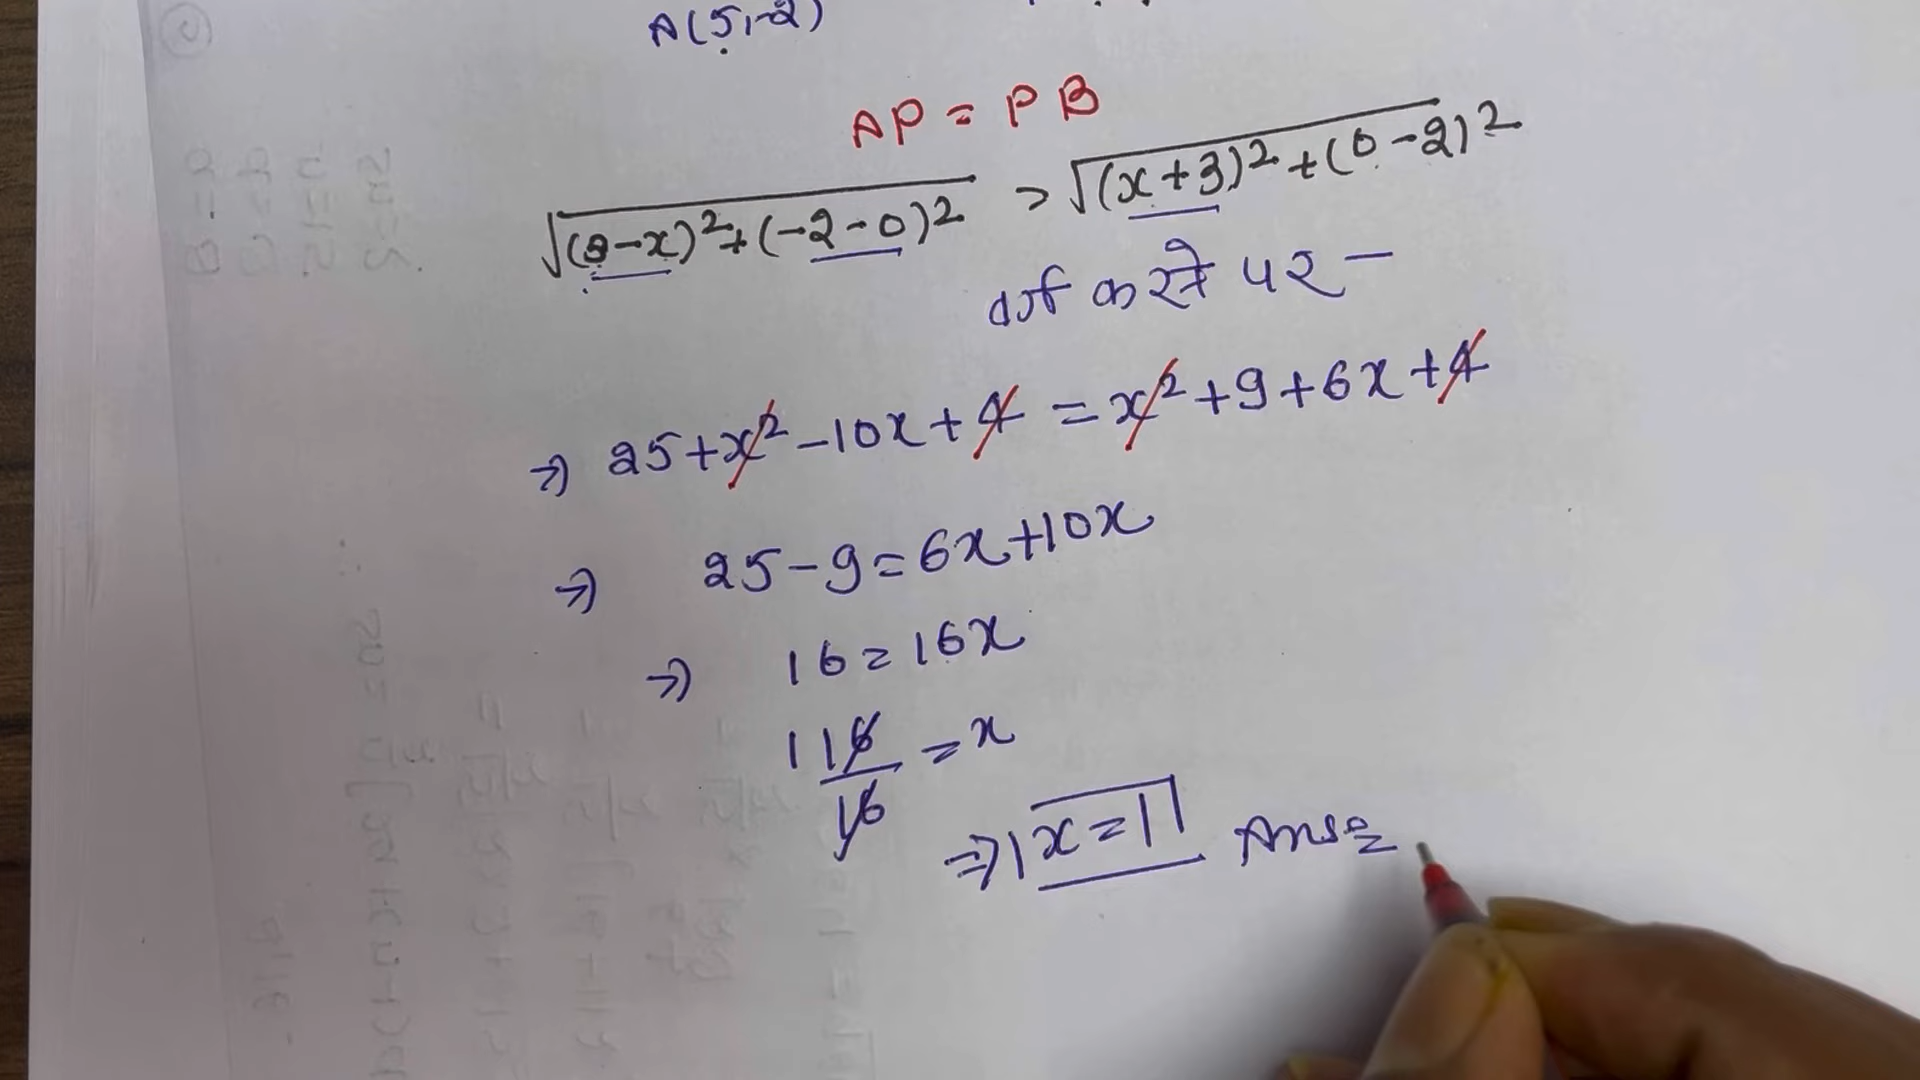 A(5,-2)
AP = PB
√(5-x)²+(-2-0)² = √(x+3)²+(0-2)²
वर्ग करने पर -
⇒ 25+x²-10x+4 = x²+9+6x+4
⇒ 25-9=6x+10x
⇒ 16=16x
1 16/16 = x
⇒ x=1 Ans